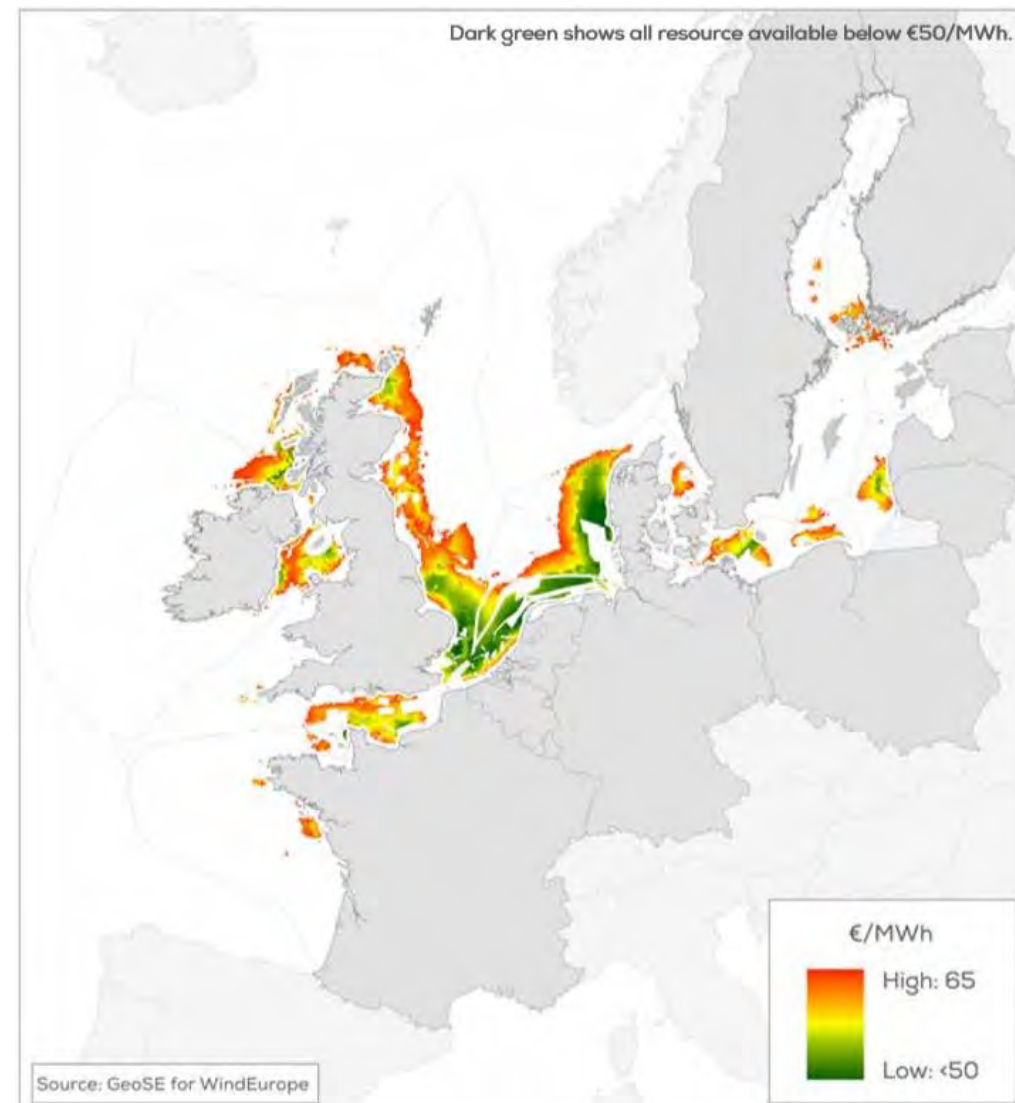 Dark green shows all resource available below €50/MWh.
€/MWh
High: 65
Low: <50
Source: GeoSE for WindEurope